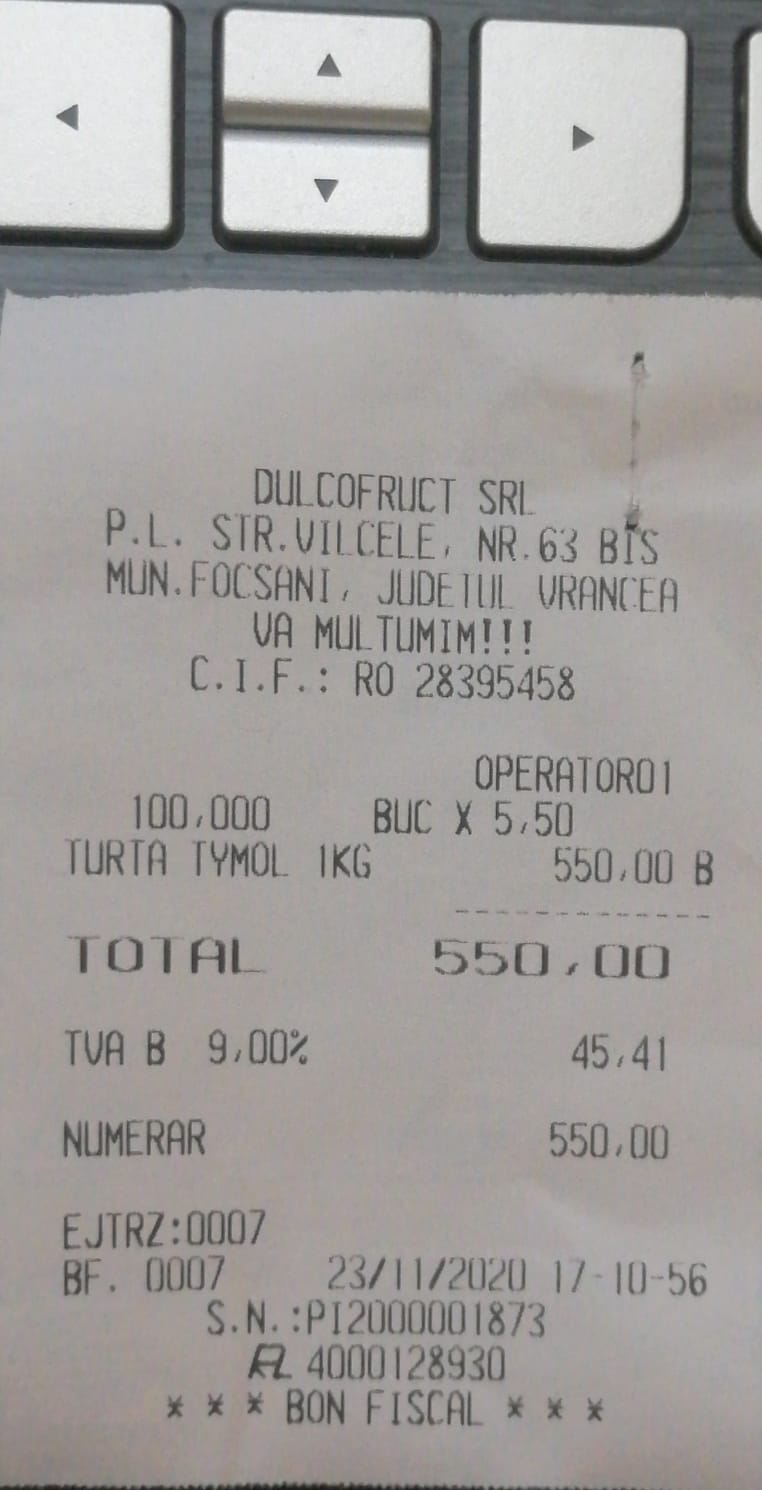 DULCOFRUCT SRL
P.L. STR.VILCELE, NR.63 BIS
MUN.FOCSANI, JUDETUL VRANCEA
VA MULTUMIM!!!
C.I.F.: RO 28395458
OPERATOR01
100,000 BUC X 5,50
TURTA TYMOL 1KG 550,00 B
TOTAL 550,00
TVA B 9,00% 45,41
NUMERAR 550,00
EJTRZ:0007
BF. 0007 23/11/2020 17-10-56
S.N.:PI2000001873
4000128930
* * * BON FISCAL * * *